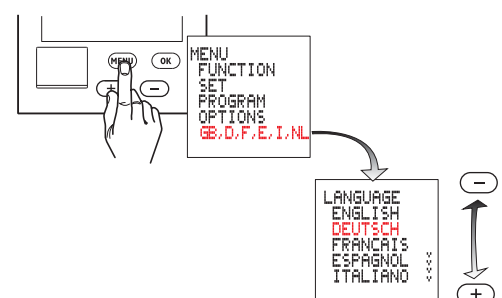 MENU
OK
+
−
MENU
FUNCTION
SET
PROGRAM
OPTIONS
GB,D,F,E,I,NL
LANGUAGE
ENGLISH
DEUTSCH
FRANCAIS
ESPAGNOL
ITALIANO
−
+